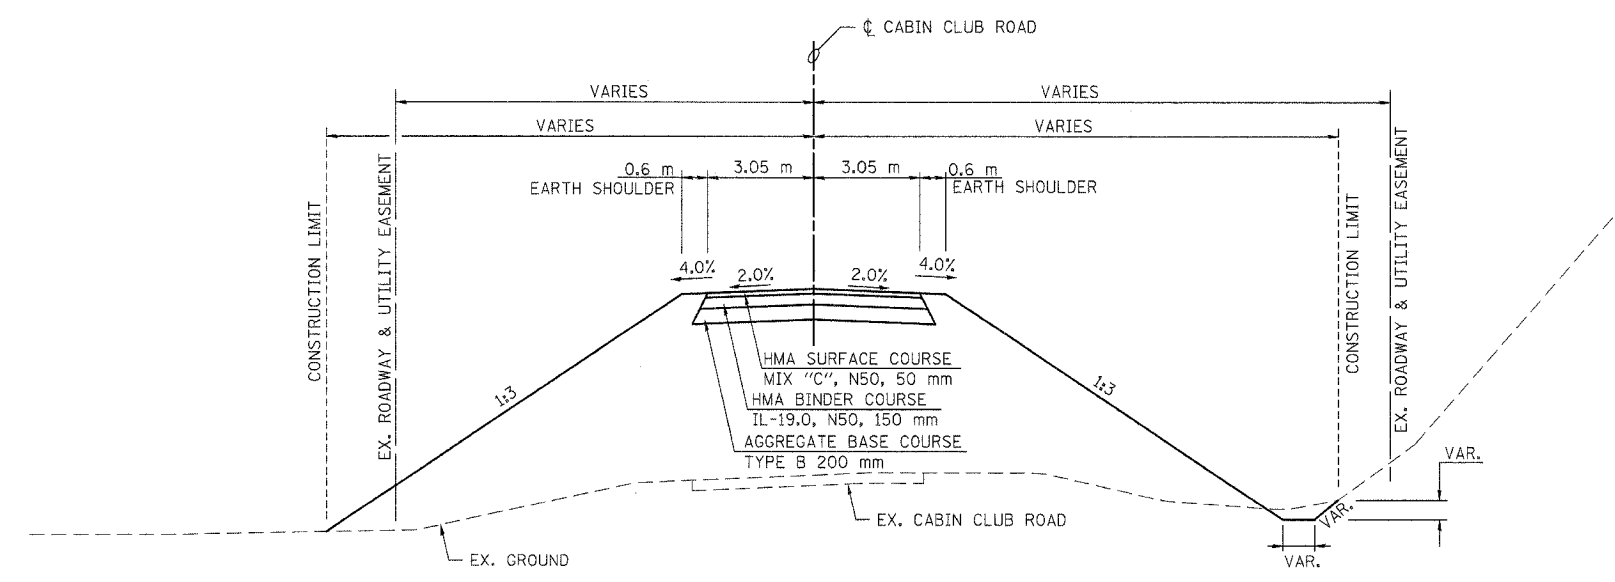 ℄ CABIN CLUB ROAD
VARIES
VARIES
VARIES
VARIES
0.6 m
3.05 m
3.05 m
0.6 m
EARTH SHOULDER
EARTH SHOULDER
CONSTRUCTION LIMIT
EX. ROADWAY & UTILITY EASEMENT
CONSTRUCTION LIMIT
EX. ROADWAY & UTILITY EASEMENT
4.0%
2.0%
2.0%
4.0%
1:3
1:3
HMA SURFACE COURSE
MIX "C", N50, 50 mm
HMA BINDER COURSE
IL-19.0, N50, 150 mm
AGGREGATE BASE COURSE
TYPE B 200 mm
VAR.
VAR.
VAR.
EX. CABIN CLUB ROAD
EX. GROUND